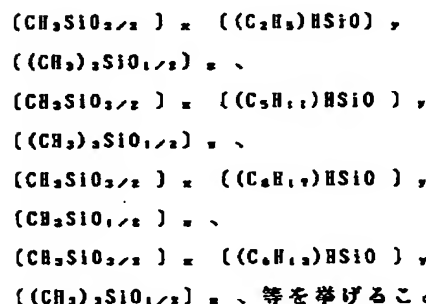 〔CH₃SiO₃/₂ 〕ₓ 〔(C₂H₅)HSiO〕ᵧ
〔(CH₃)₃SiO₁/₂〕z 、
〔CH₃SiO₃/₂ 〕ₓ 〔(C₅H₁₁)HSiO 〕ᵧ
〔(CH₃)₃SiO₁/₂〕z 、
〔CH₃SiO₃/₂ 〕ₓ 〔(C₈H₁₇)HSiO 〕ᵧ
〔CH₃SiO₁/₂ 〕z 、
〔CH₃SiO₃/₂ 〕ₓ 〔(C₆H₁₃)HSiO 〕ᵧ
〔(CH₃)₃SiO₁/₂〕z 、等を挙げるこ